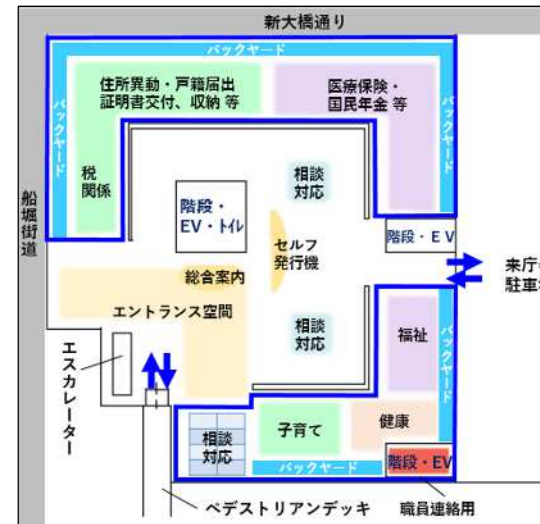 新大橋通り
バックヤード
住所異動・戸籍届出
証明書交付、収納 等
医療保険・
国民年金 等
バックヤード
バックヤード
税
関係
船堀街道
階段・
EV・トイレ
相談
対応
セルフ
発行機
階段・EV
総合案内
エントランス空間
来庁
駐車
相談
対応
福祉
バックヤード
エスカレーター
子育て
健康
相談
対応
バックヤード
階段・EV
ペデストリアンデッキ
職員連絡用